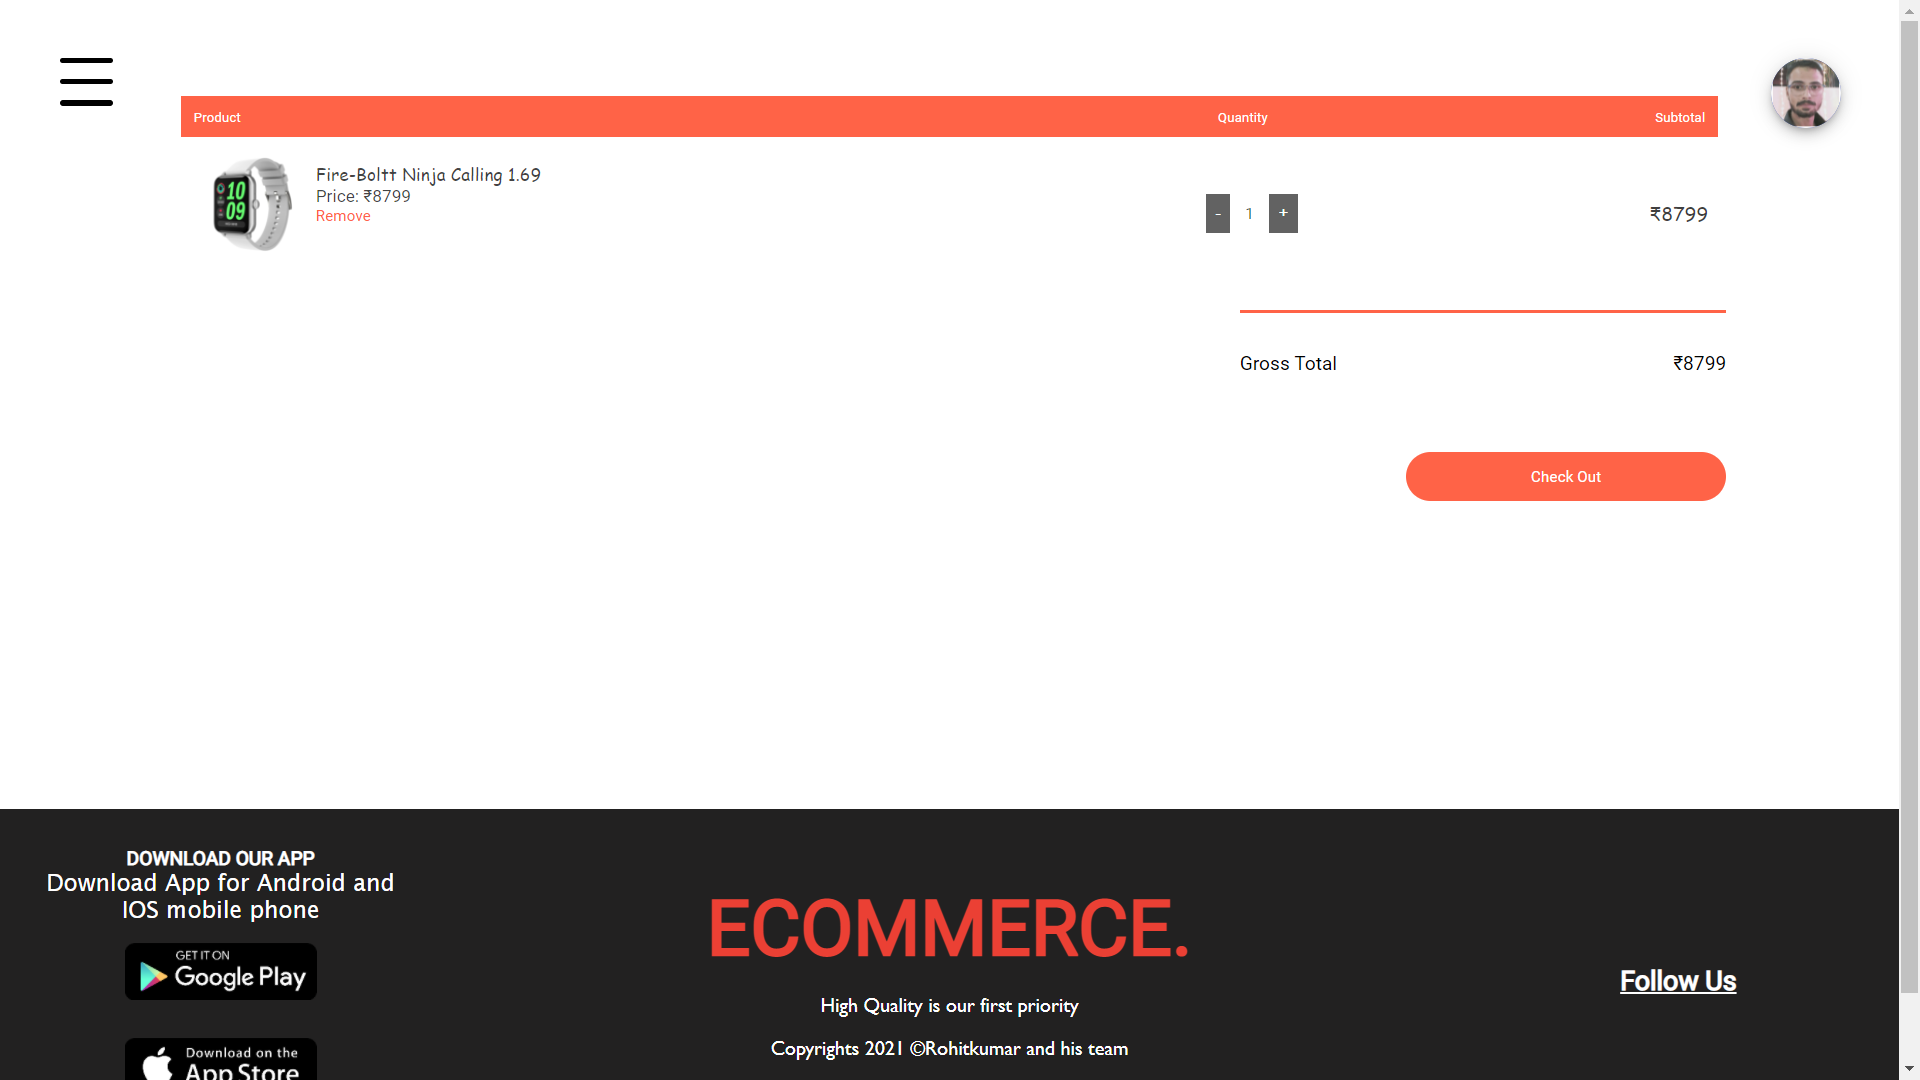 Product Quantity Subtotal
10
09
Fire-Boltt Ninja Calling 1.69
Price: ₹8799
Remove
- 1 +
₹8799
Gross Total ₹8799
Check Out
DOWNLOAD OUR APP
Download App for Android and
IOS mobile phone
GET IT ON
Google Play
Download on the
App Store
ECOMMERCE.
High Quality is our first priority
Copyrights 2021 ©Rohitkumar and his team
Follow Us